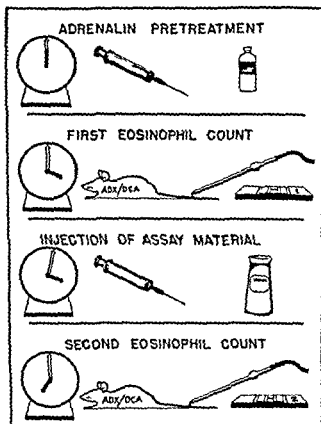 ADRENALIN PRETREATMENT
FIRST EOSINOPHIL COUNT
ADX/DCA
INJECTION OF ASSAY MATERIAL
SECOND EOSINOPHIL COUNT
ADX/DCA